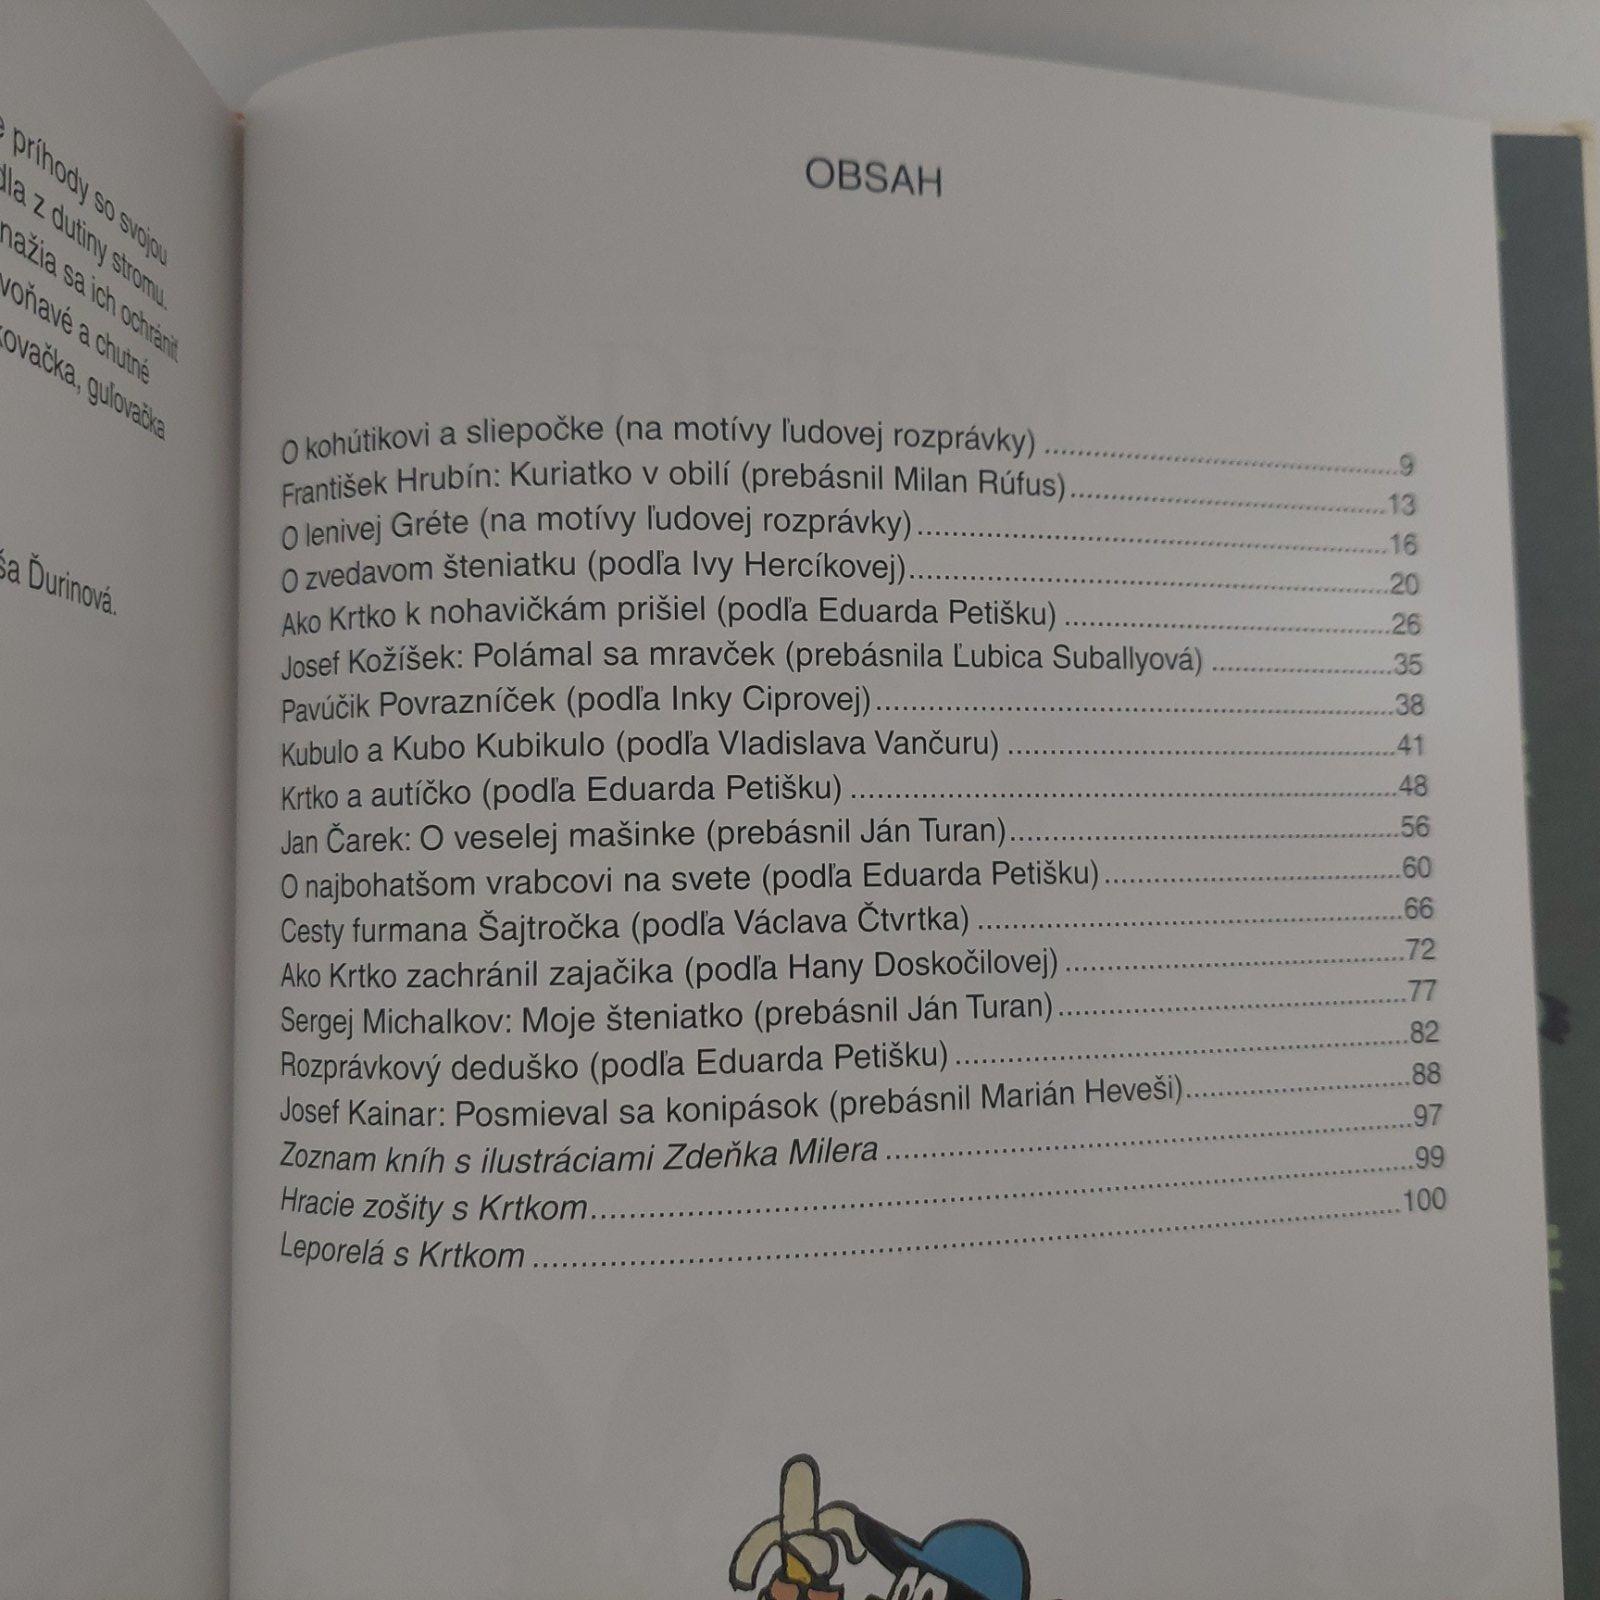 príhody so svojou
z dutiny stromu.
nažia sa ich ochrániť
voňavé a chutné
kovačka, guľovačka
Ďurinová.
OBSAH
O kohútikovi a sliepočke (na motívy ľudovej rozprávky) ........ 9
František Hrubín: Kuriatko v obilí (prebásnil Milan Rúfus) ........ 13
O lenivej Gréte (na motívy ľudovej rozprávky) ........ 16
O zvedavom šteniatku (podľa Ivy Hercíkovej) ........ 20
Ako Krtko k nohavičkám prišiel (podľa Eduarda Petišku) ........ 26
Josef Kožíšek: Polámal sa mravček (prebásnila Ľubica Suballyová) ........ 35
Pavúčik Povrazníček (podľa Inky Ciprovej) ........ 38
Kubulo a Kubo Kubikulo (podľa Vladislava Vančuru) ........ 41
Krtko a autíčko (podľa Eduarda Petišku) ........ 48
Jan Čarek: O veselej mašinke (prebásnil Ján Turan) ........ 56
O najbohatšom vrabcovi na svete (podľa Eduarda Petišku) ........ 60
Cesty furmana Šajtročka (podľa Václava Čtvrtka) ........ 66
Ako Krtko zachránil zajačika (podľa Hany Doskočilovej) ........ 72
Sergej Michalkov: Moje šteniatko (prebásnil Ján Turan) ........ 77
Rozprávkový deduško (podľa Eduarda Petišku) ........ 82
Josef Kainar: Posmieval sa konipások (prebásnil Marián Heveši) ........ 88
Zoznam kníh s ilustráciami Zdeňka Milera ........ 97
Hracie zošity s Krtkom ........ 99
Leporelá s Krtkom ........ 100